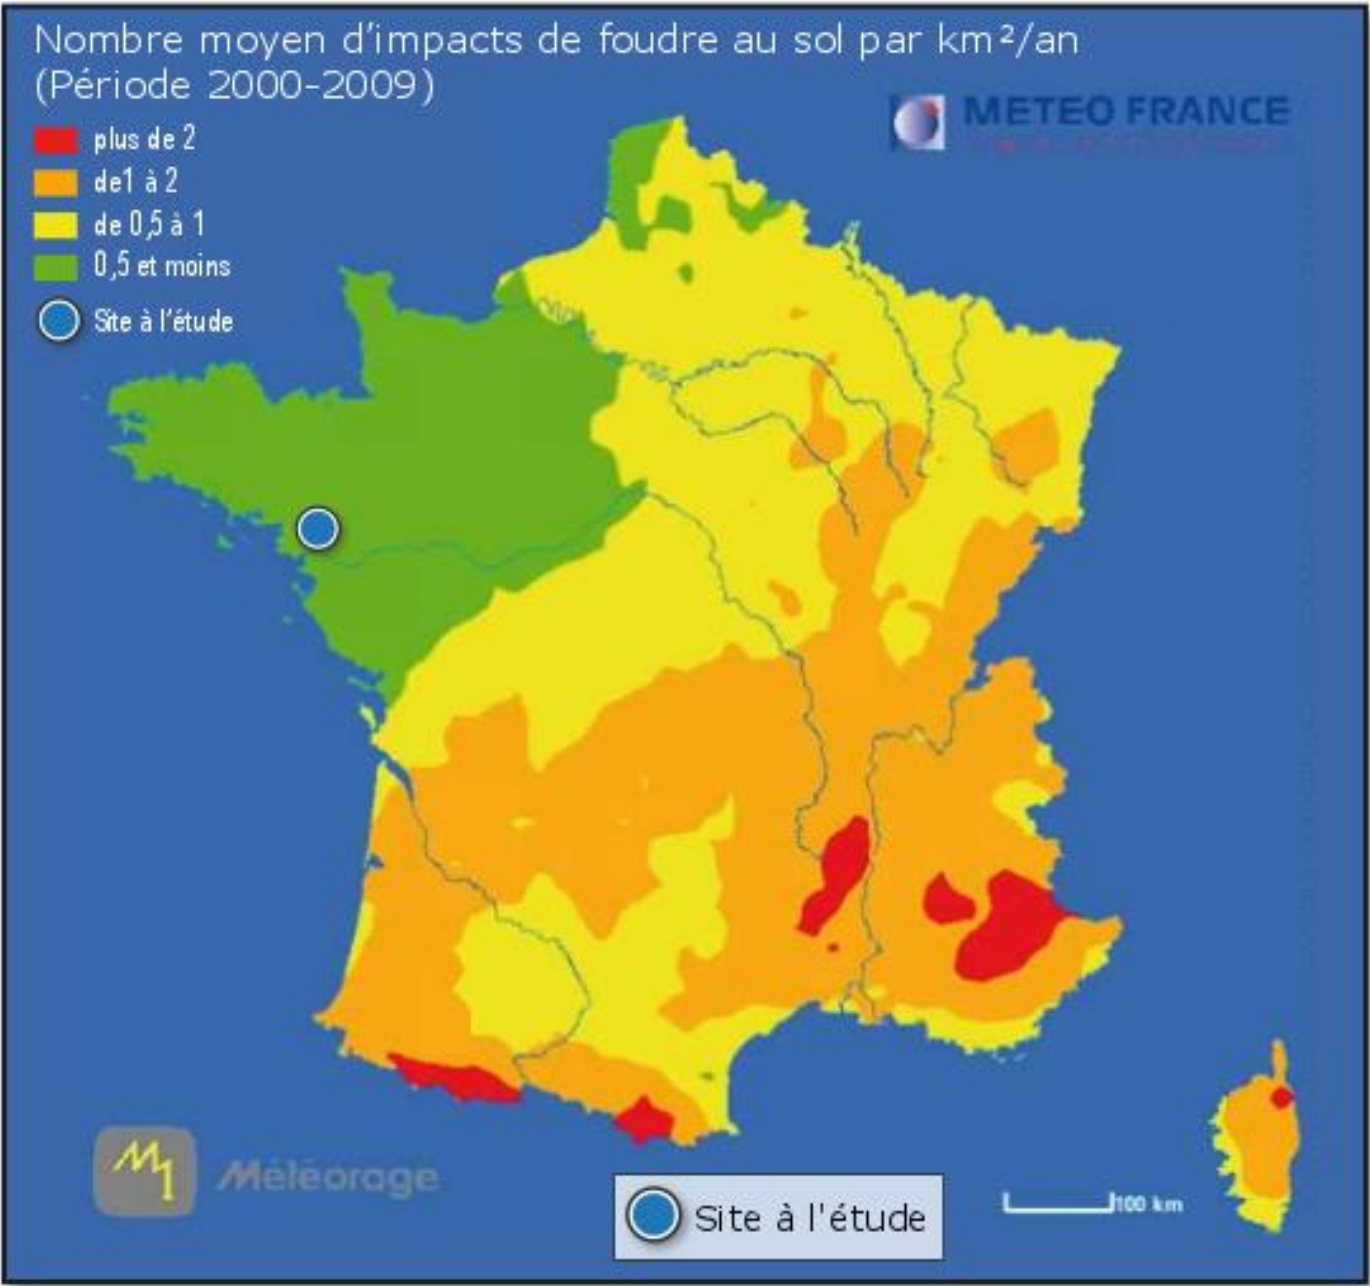 Nombre moyen d'impacts de foudre au sol par km²/an
(Période 2000-2009)
METEO FRANCE
plus de 2
de1 à 2
de 0,5 à 1
0,5 et moins
Site à l'étude
Météorage
Site à l'étude
100 km